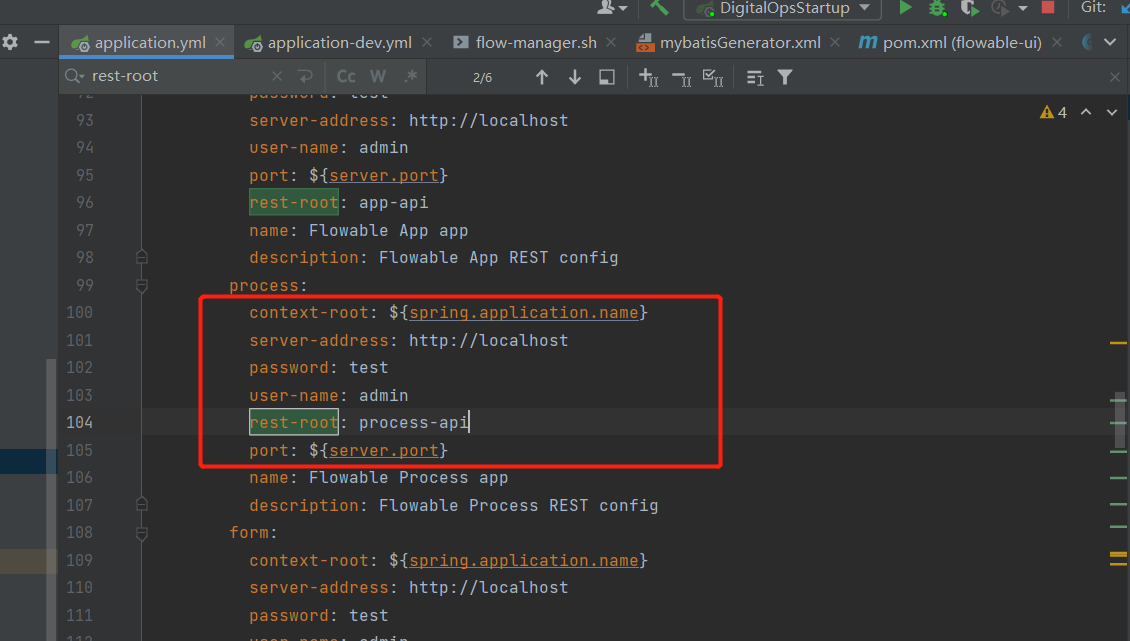 DigitalOpsStartup
Git:
application.yml
application-dev.yml
flow-manager.sh
mybatisGenerator.xml
m pom.xml (flowable-ui)
rest-root
Cc W .*
2/6
4
92 password: test
93 server-address: http://localhost
94 user-name: admin
95 port: ${server.port}
96 rest-root: app-api
97 name: Flowable App app
98 description: Flowable App REST config
99 process:
100 context-root: ${spring.application.name}
101 server-address: http://localhost
102 password: test
103 user-name: admin
104 rest-root: process-api
105 port: ${server.port}
106 name: Flowable Process app
107 description: Flowable Process REST config
108 form:
109 context-root: ${spring.application.name}
110 server-address: http://localhost
111 password: test
112 user-name: admin